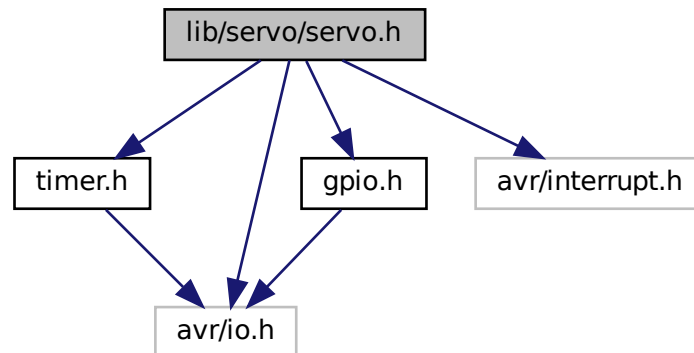 lib/servo/servo.h
timer.h
gpio.h
avr/interrupt.h
avr/io.h